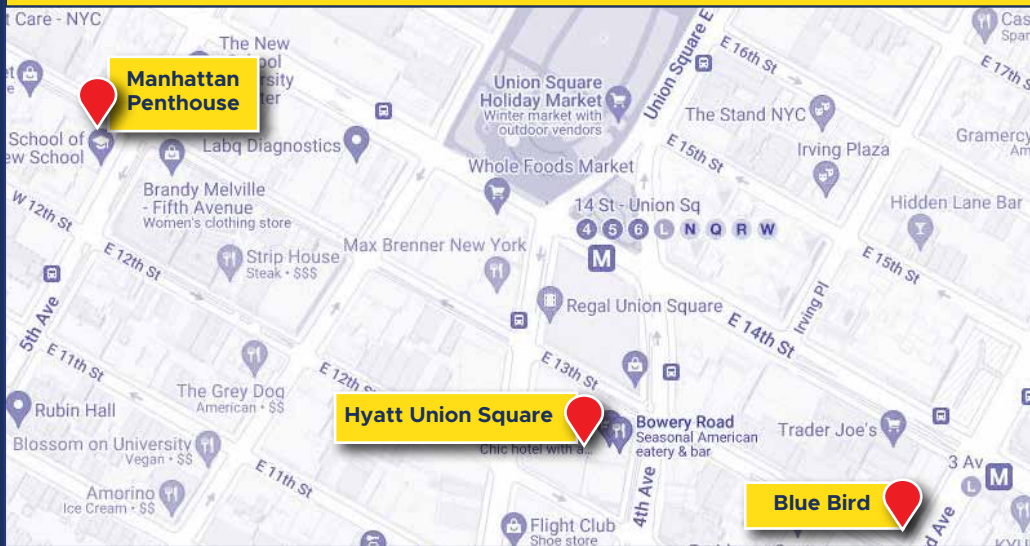 t Care - NYC
The New
Manhattan
Penthouse
School of
ew School
Labq Diagnostics
Union Square
Holiday Market
Winter market with
outdoor vendors
Union Square E
E 16th St
E 17th S
The Stand NYC
Irving Plaza
Gramercy
E 15th St
Whole Foods Market
Brandy Melville
- Fifth Avenue
Women's clothing store
W 12th St
14 St - Union Sq
4 5 6 L N Q R W
M
Hidden Lane Bar
E 12th St
Strip House
Steak • $$$
Max Brenner New York
E 15th St
Regal Union Square
Irving Pl
E 14th St
5th Ave
E 11th St
The Grey Dog
American • $$
E 12th St
E 13th St
Rubin Hall
Hyatt Union Square
Chic hotel with a...
Bowery Road
Seasonal American
eatery & bar
Trader Joe's
Blossom on University
Vegan • $$
E 11th St
3 Av
L
M
Amorino
Ice Cream • $$
Flight Club
Shoe store
4th Ave
Blue Bird
d Ave